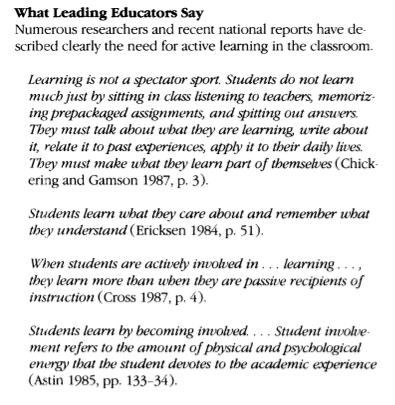 What Leading Educators Say
Numerous researchers and recent national reports have de-
scribed clearly the need for active learning in the classroom.
Learning is not a spectator sport. Students do not learn
much just by sitting in class listening to teachers, memoriz-
ing prepackaged assignments, and spitting out answers.
They must talk about what they are learning, write about
it, relate it to past experiences, apply it to their daily lives.
They must make what they learn part of themselves (Chick-
ering and Gamson 1987, p. 3).
Students learn what they care about and remember what
they understand (Ericksen 1984, p. 51).
When students are actively involved in . . . learning . . . ,
they learn more than when they are passive recipients of
instruction (Cross 1987, p. 4).
Students learn by becoming involved. . . . Student involve-
ment refers to the amount of physical and psychological
energy that the student devotes to the academic experience
(Astin 1985, pp. 133–34).